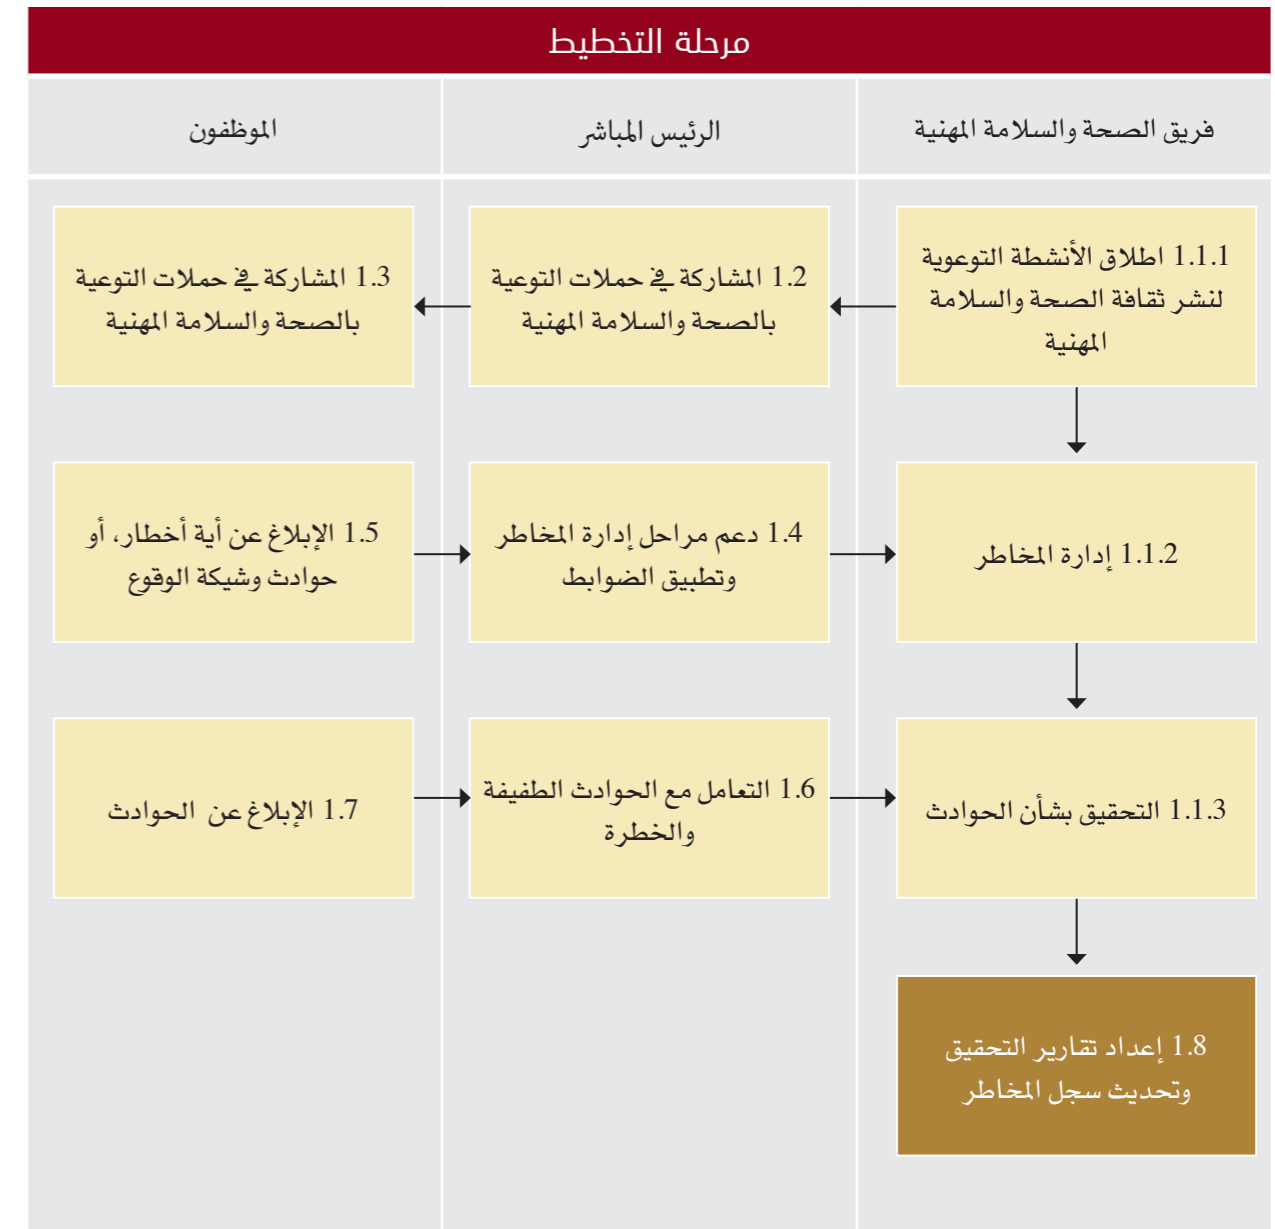 مرحلة التخطيط
فريق الصحة والسلامة المهنية
الرئيس المباشر
الموظفون
1.1.1 اطلاق الأنشطة التوعوية
لنشر ثقافة الصحة والسلامة
المهنية
1.2 المشاركة في حملات التوعية
بالصحة والسلامة المهنية
1.3 المشاركة في حملات التوعية
بالصحة والسلامة المهنية
1.1.2 إدارة المخاطر
1.4 دعم مراحل إدارة المخاطر
وتطبيق الضوابط
1.5 الإبلاغ عن أية أخطار، أو
حوادث وشيكة الوقوع
1.1.3 التحقيق بشأن الحوادث
1.6 التعامل مع الحوادث الطفيفة
والخطرة
1.7 الإبلاغ عن الحوادث
1.8 إعداد تقارير التحقيق
وتحديث سجل المخاطر